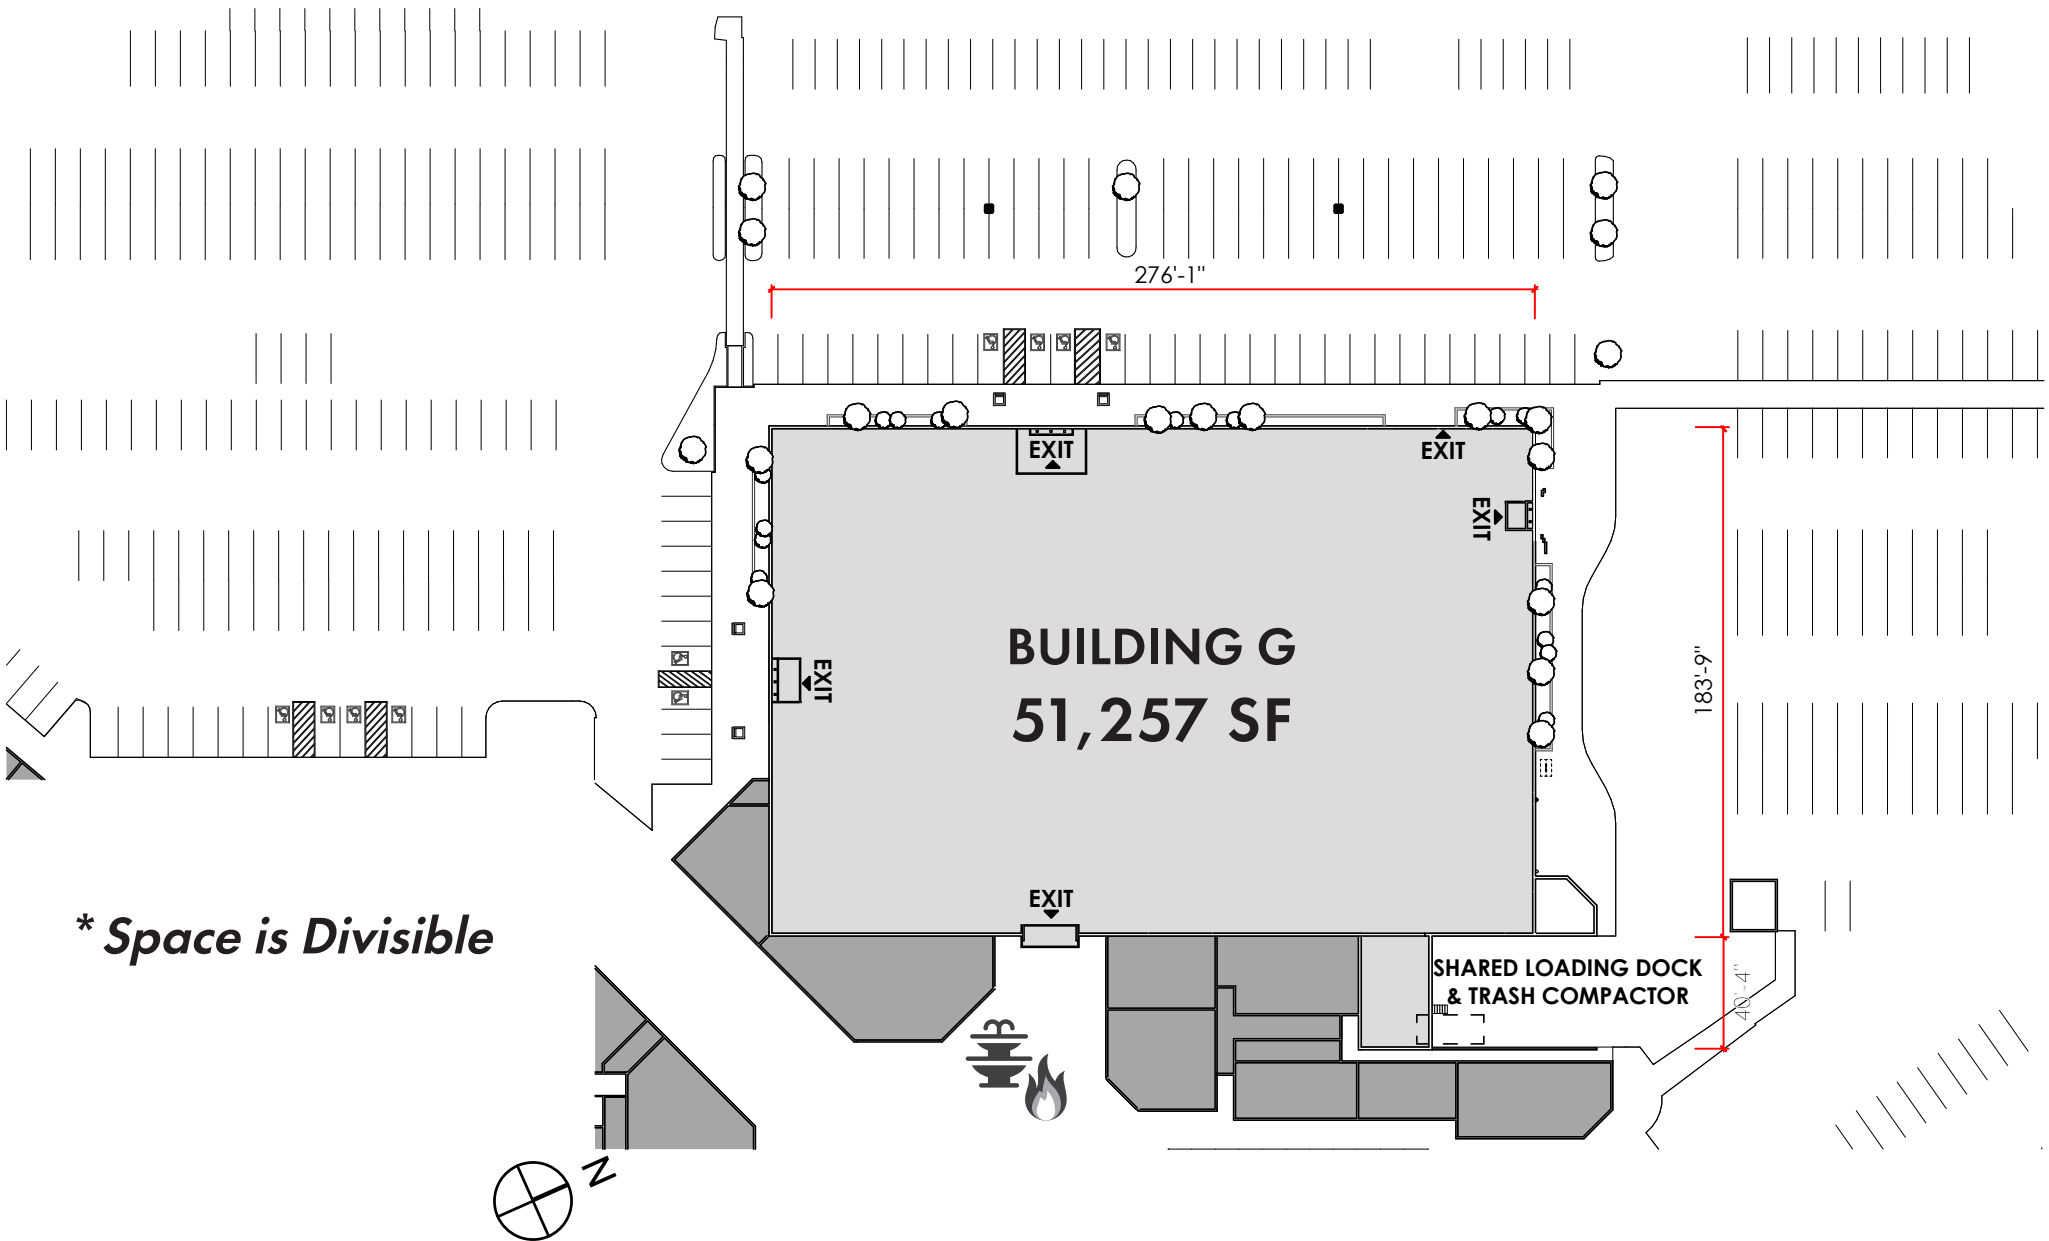 276'-1"
EXIT
EXIT
EXIT
BUILDING G
51,257 SF
183'-9"
EXIT
EXIT
* Space is Divisible
SHARED LOADING DOCK
& TRASH COMPACTOR
40'-4"
N